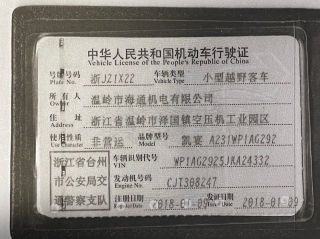 中华人民共和国机动车行驶证
Vehicle License of the People's Republic of China
号牌号码 浙J21X22 车辆类型 小型越野客车
Plate No. Vehicle Type
所有人 温岭市海通机电有限公司
Owner
住址 浙江省温岭市泽国镇空压机工业园区
Address
使用性质 非营运 品牌型号 凯宴 A231WP1AG292
Use Character Model
浙江省台州 车辆识别代号 WP1AG2925JKA24332
VIN
市公安局交 发动机号码 CJT308247
Engine No.
通警察支队 注册日期 2018-01-09 发证日期 2018-01-09
Register Date Issue Date